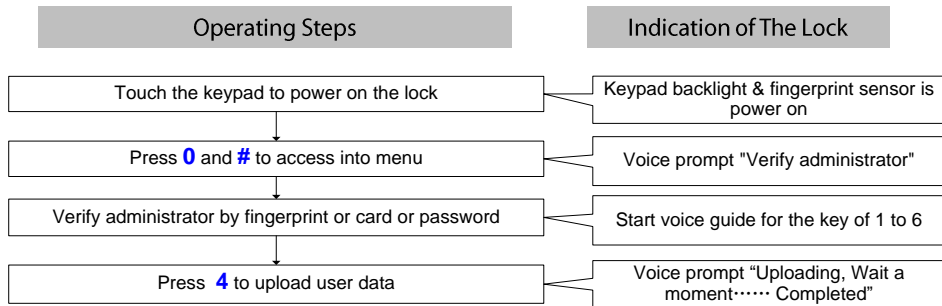 Operating Steps
Indication of The Lock
Touch the keypad to power on the lock
Keypad backlight & fingerprint sensor is
power on
Press 0 and # to access into menu
Voice prompt "Verify administrator"
Verify administrator by fingerprint or card or password
Start voice guide for the key of 1 to 6
Press 4 to upload user data
Voice prompt “Uploading, Wait a
moment⋯⋯ Completed”